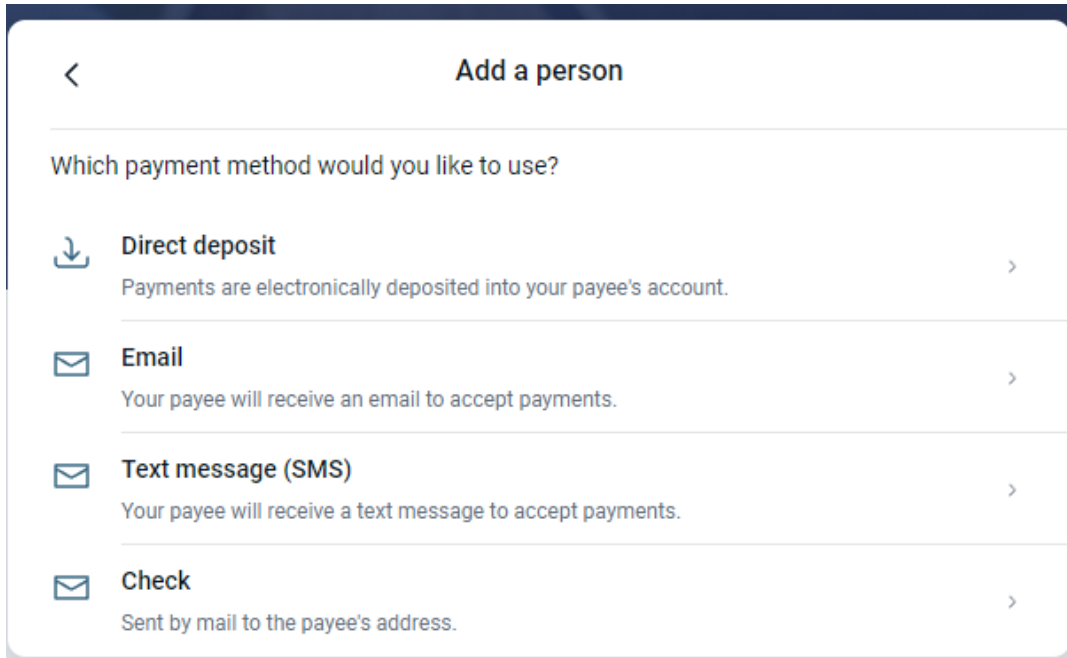 Add a person
Which payment method would you like to use?
Direct deposit
Payments are electronically deposited into your payee's account.
Email
Your payee will receive an email to accept payments.
Text message (SMS)
Your payee will receive a text message to accept payments.
Check
Sent by mail to the payee's address.